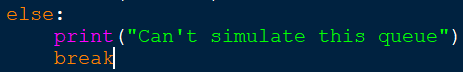 else:
    print("Can't simulate this queue")
    break